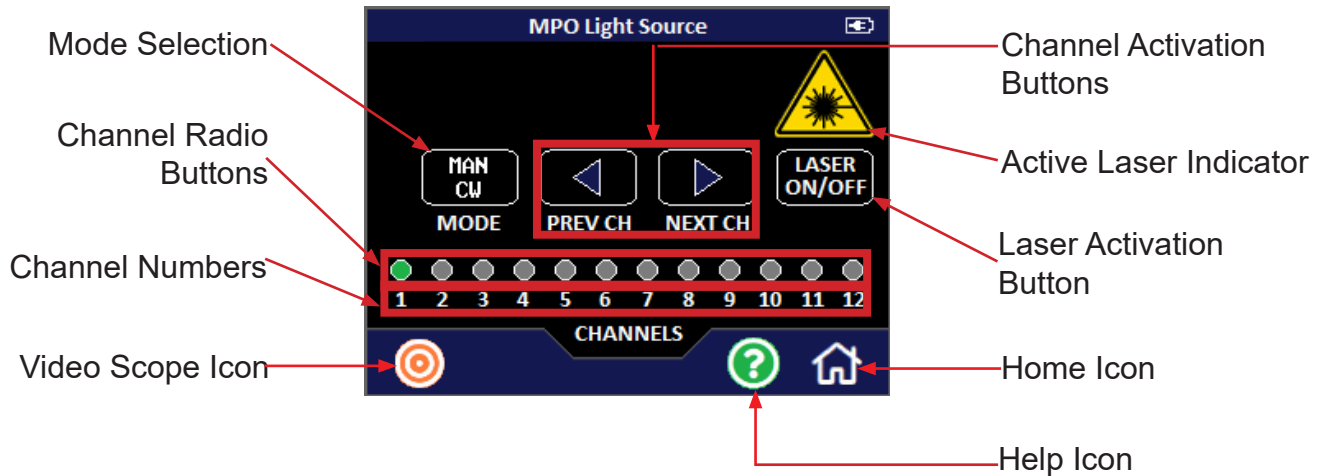 MPO Light Source
Mode Selection
Channel Activation
Buttons
Channel Radio
Buttons
MAN
CW
MODE
PREV CH
NEXT CH
LASER
ON/OFF
Active Laser Indicator
Laser Activation
Button
Channel Numbers
1 2 3 4 5 6 7 8 9 10 11 12
CHANNELS
Video Scope Icon
?
Home Icon
Help Icon